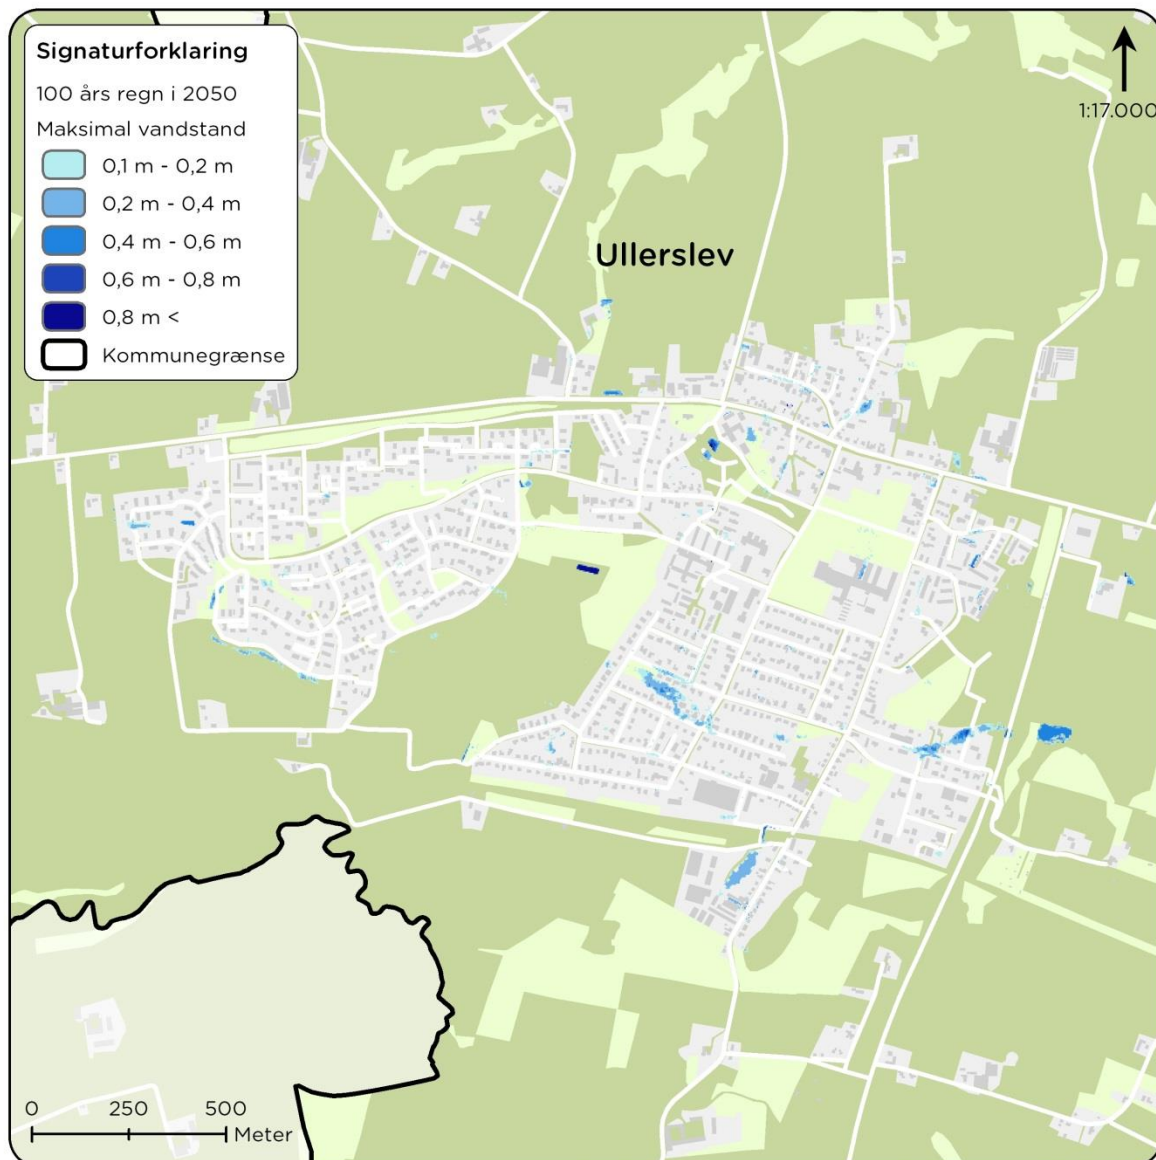 Signaturforklaring
100 års regn i 2050
Maksimal vandstand
0,1 m - 0,2 m
0,2 m - 0,4 m
0,4 m - 0,6 m
0,6 m - 0,8 m
0,8 m <
Kommunegrænse
1:17.000
Ullerslev
0 250 500
Meter